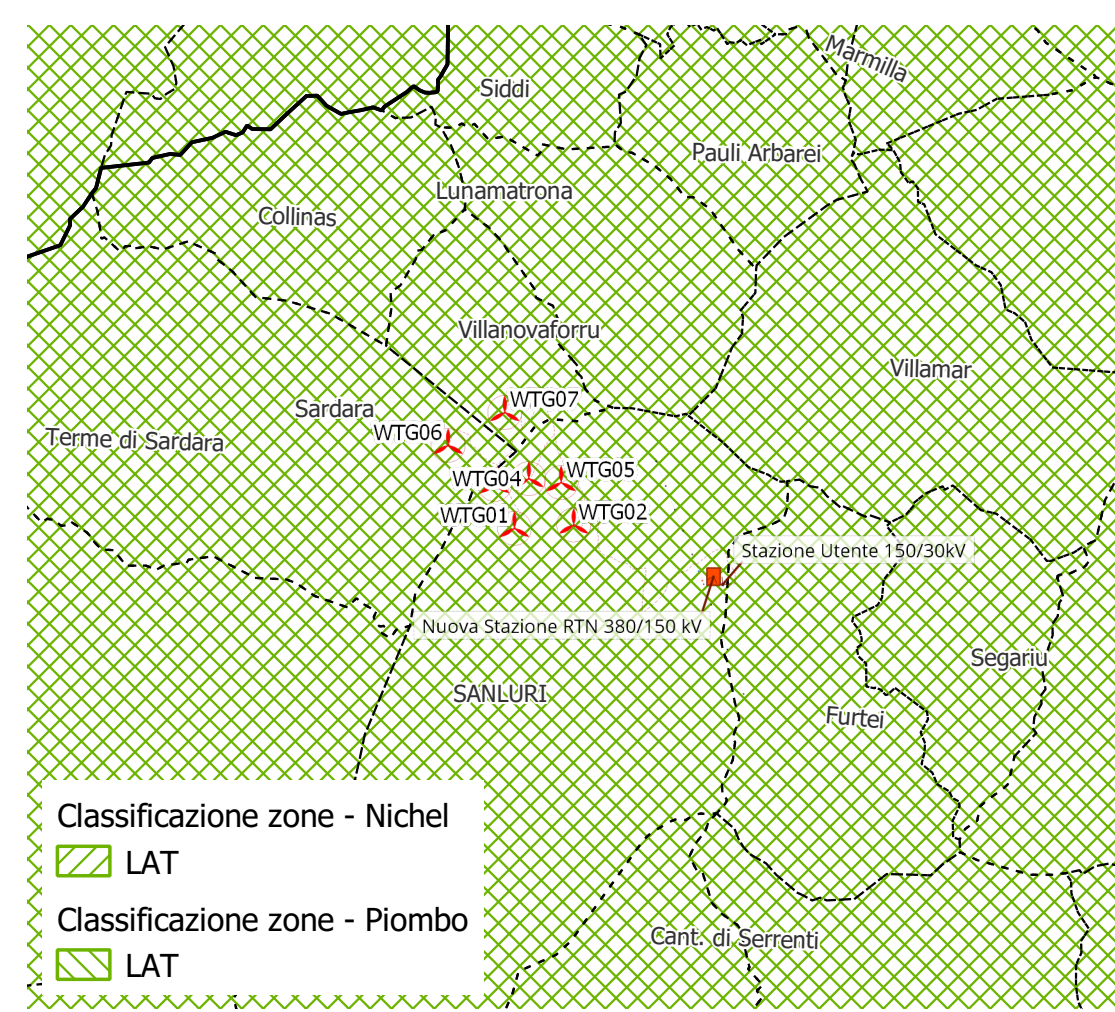 Marmilla
Siddi
Pauli Arbarei
Lunamatrona
Collinas
Villanovaforru
Villamar
WTG07
Sardara
WTG06
Terme di Sardara
WTG04
WTG05
WTG01
WTG02
Stazione Utente 150/30kV
Nuova Stazione RTN 380/150 kV
Segariu
SANLURI
Furtei
Classificazione zone - Nichel
LAT
Classificazione zone - Piombo
LAT
Cant. di Serrenti